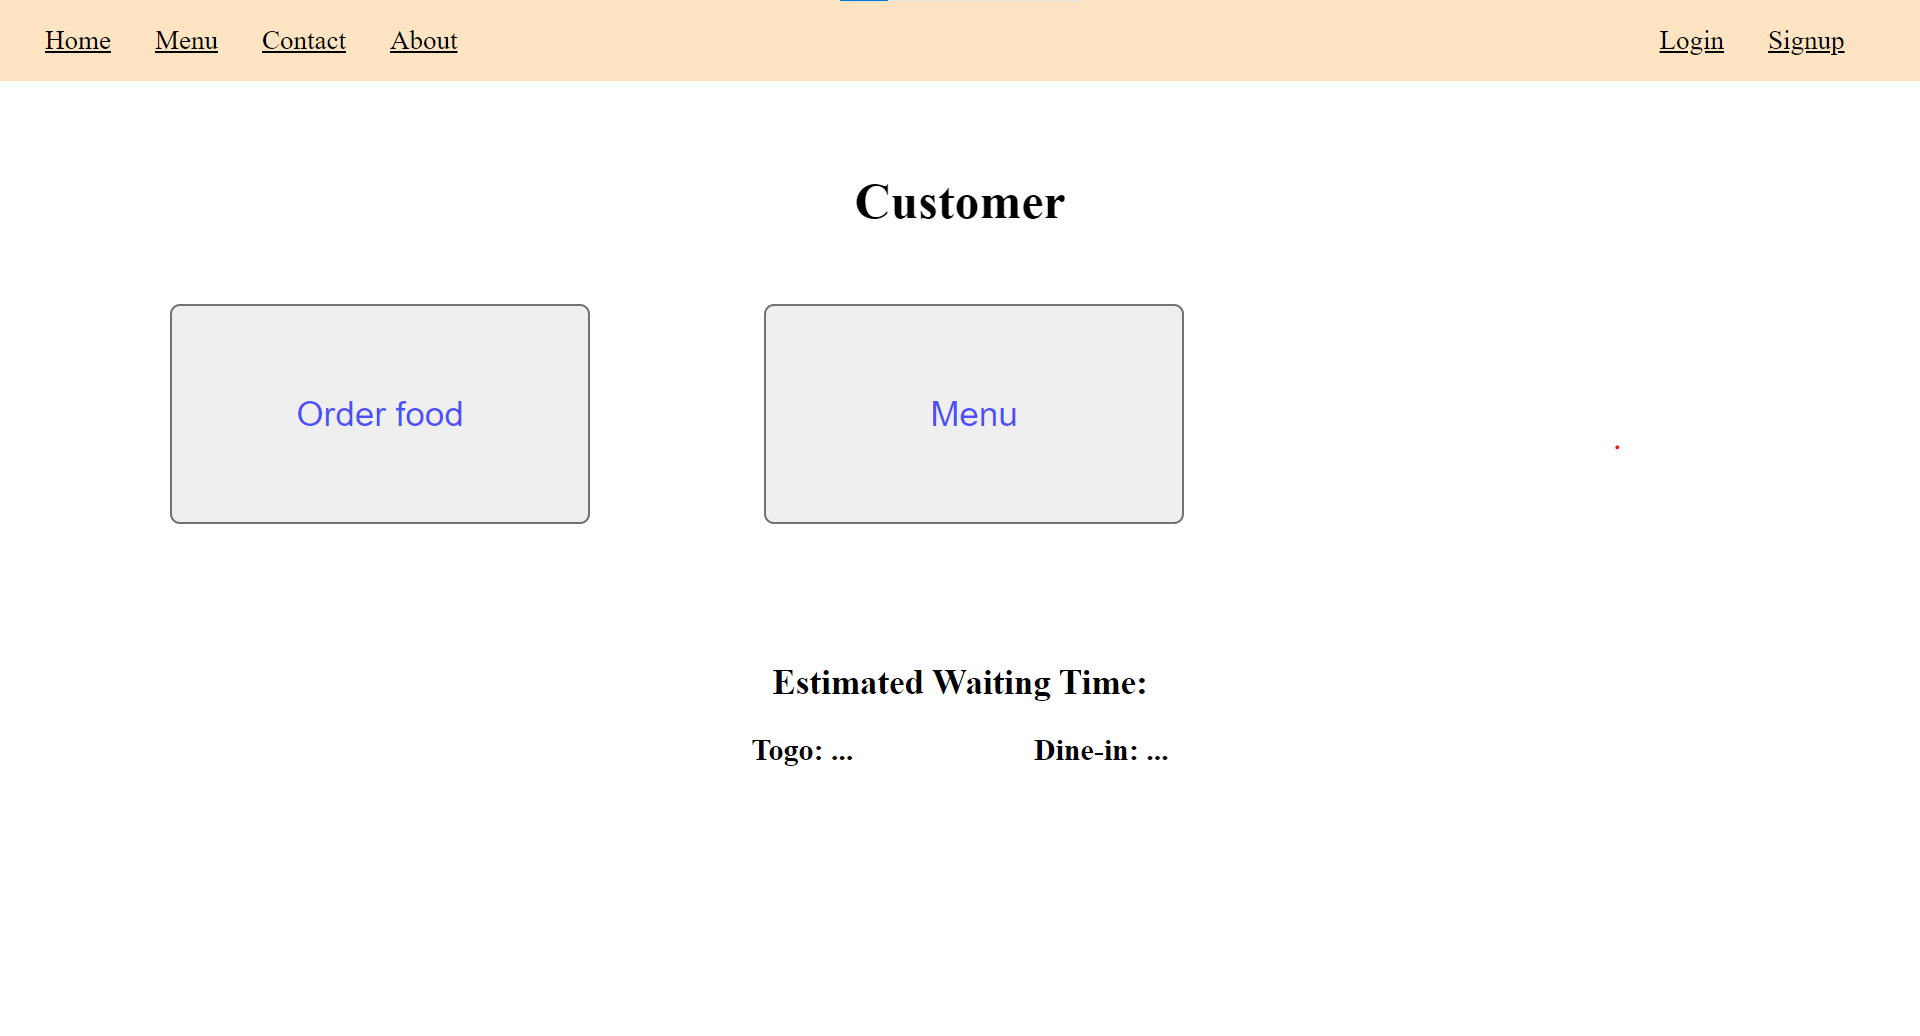 Home Menu Contact About Login Signup
Customer
Order food Menu
Estimated Waiting Time:
Togo: ... Dine-in: ...